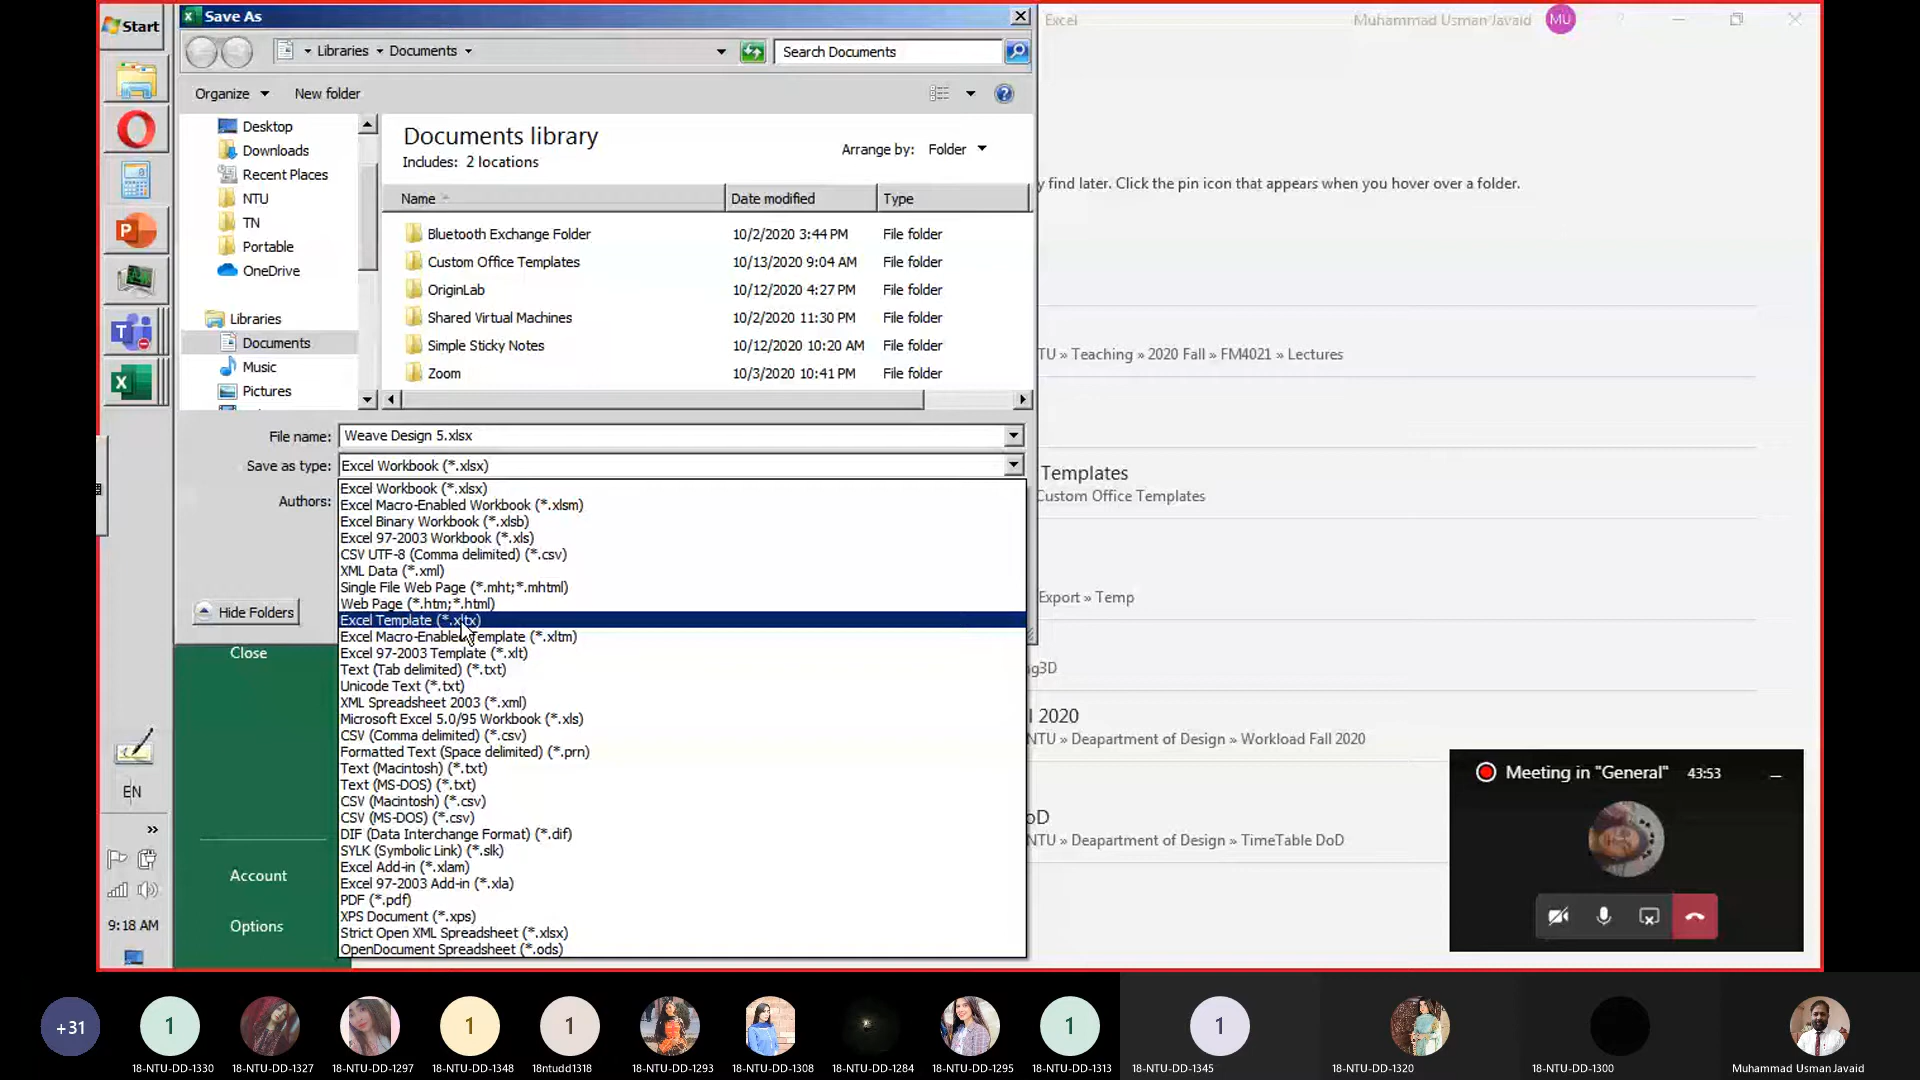 Start
Save As
Excel
Muhammad Usman Javaid
MU
Libraries
Documents
Search Documents
Organize
New folder
Desktop
Downloads
Recent Places
NTU
TN
Portable
OneDrive
Libraries
Documents
Music
Pictures
Documents library
Includes: 2 locations
Arrange by: Folder
Name Date modified Type
Bluetooth Exchange Folder 10/2/2020 3:44 PM File folder
Custom Office Templates 10/13/2020 9:04 AM File folder
OriginLab 10/12/2020 4:27 PM File folder
Shared Virtual Machines 10/2/2020 11:30 PM File folder
Simple Sticky Notes 10/12/2020 10:20 AM File folder
Zoom 10/3/2020 10:41 PM File folder
y find later. Click the pin icon that appears when you hover over a folder.
TU » Teaching » 2020 Fall » FM4021 » Lectures
Templates
Custom Office Templates
Export » Temp
g3D
l 2020
NTU » Deapartment of Design » Workload Fall 2020
oD
NTU » Deapartment of Design » TimeTable DoD
File name: Weave Design 5.xlsx
Save as type: Excel Workbook (*.xlsx)
Authors:
Excel Workbook (*.xlsx)
Excel Macro-Enabled Workbook (*.xlsm)
Excel Binary Workbook (*.xlsb)
Excel 97-2003 Workbook (*.xls)
CSV UTF-8 (Comma delimited) (*.csv)
XML Data (*.xml)
Single File Web Page (*.mht;*.mhtml)
Web Page (*.htm;*.html)
Excel Template (*.xltx)
Excel Macro-Enabled Template (*.xltm)
Excel 97-2003 Template (*.xlt)
Text (Tab delimited) (*.txt)
Unicode Text (*.txt)
XML Spreadsheet 2003 (*.xml)
Microsoft Excel 5.0/95 Workbook (*.xls)
CSV (Comma delimited) (*.csv)
Formatted Text (Space delimited) (*.prn)
Text (Macintosh) (*.txt)
Text (MS-DOS) (*.txt)
CSV (Macintosh) (*.csv)
CSV (MS-DOS) (*.csv)
DIF (Data Interchange Format) (*.dif)
SYLK (Symbolic Link) (*.slk)
Excel Add-in (*.xlam)
Excel 97-2003 Add-in (*.xla)
PDF (*.pdf)
XPS Document (*.xps)
Strict Open XML Spreadsheet (*.xlsx)
OpenDocument Spreadsheet (*.ods)
Hide Folders
Close
Account
Options
EN
9:18 AM
Meeting in "General" 43:53
+31
1
1
1
1
1
18-NTU-DD-1330
18-NTU-DD-1327
18-NTU-DD-1297
18-NTU-DD-1348
18ntudd1318
18-NTU-DD-1293
18-NTU-DD-1308
18-NTU-DD-1284
18-NTU-DD-1295
18-NTU-DD-1313
18-NTU-DD-1345
18-NTU-DD-1320
18-NTU-DD-1300
Muhammad Usman Javaid